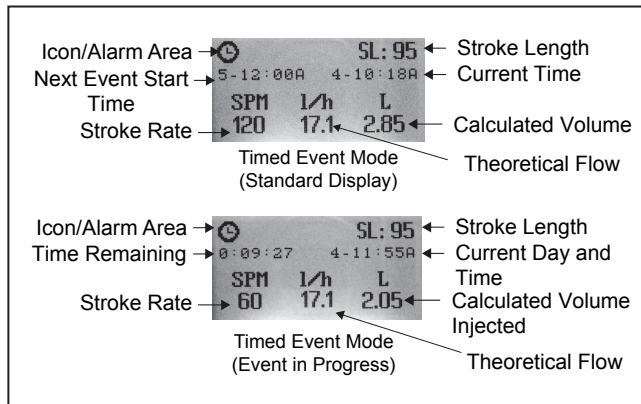 Icon/Alarm Area SL: 95 Stroke Length
Next Event Start Time 5-12:00A 4-10:18A Current Time
SPM l/h L
Stroke Rate 120 17.1 2.85 Calculated Volume
Theoretical Flow
Timed Event Mode
(Standard Display)
Icon/Alarm Area SL: 95 Stroke Length
Time Remaining 0:09:27 4-11:55A Current Day and Time
SPM l/h L
Stroke Rate 60 17.1 2.05 Calculated Volume Injected
Timed Event Mode
(Event in Progress)
Theoretical Flow